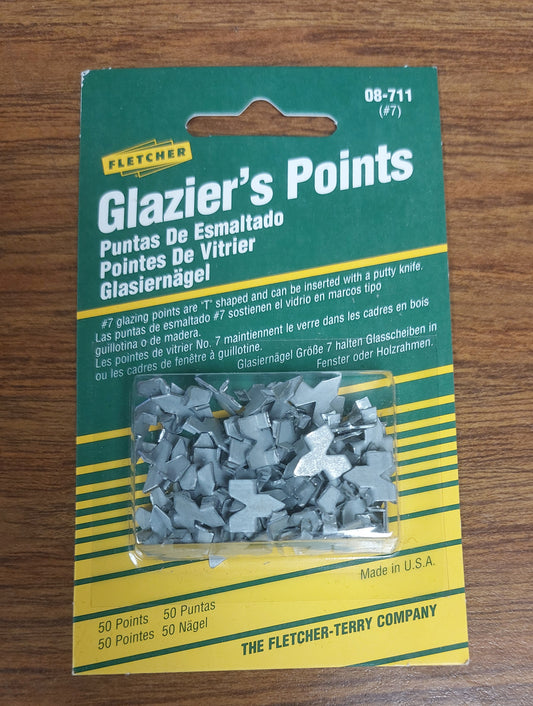 08-711
(#7)
FLETCHER
Glazier's Points
Puntas De Esmaltado
Pointes De Vitrier
Glasiernägel
#7 glazing points are "T" shaped and can be inserted with a putty knife.
Las puntas de esmaltado #7 sostienen el vidrio en marcos tipo
guillotina o de madera.
Les pointes de vitrier No. 7 maintiennent le verre dans les cadres en bois
ou les cadres de fenêtre à guillotine.
Glasiernägel Größe 7 halten Glasscheiben in
Fenster oder Holzrahmen.
Made in U.S.A.
50 Points 50 Puntas
50 Pointes 50 Nägel
THE FLETCHER-TERRY COMPANY